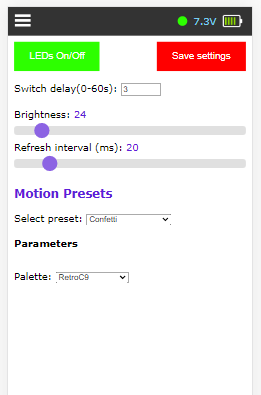 7.3V
LEDs On/Off
Save settings
Switch delay(0-60s): 3
Brightness: 24
Refresh interval (ms): 20
Motion Presets
Select preset: Confetti
Parameters
Palette: RetroC9